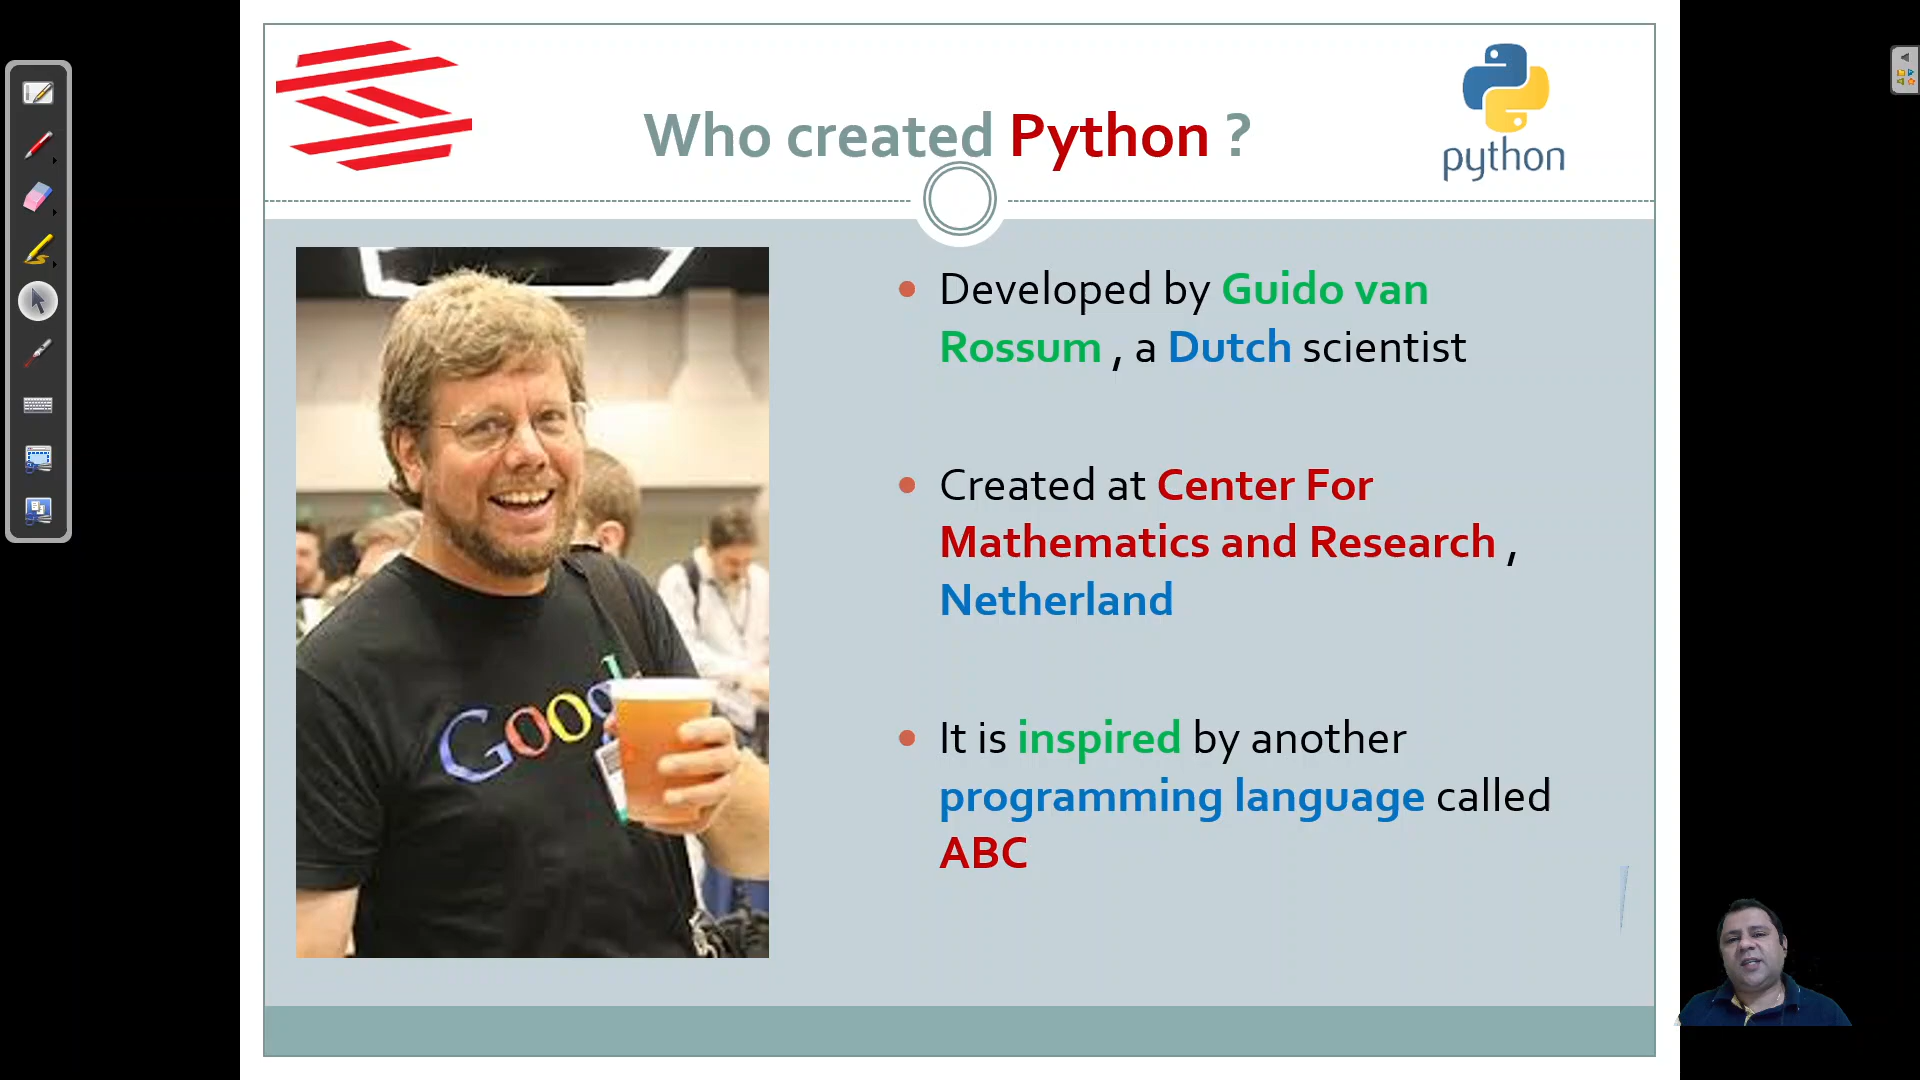 Who created Python ?
python
Developed by Guido van
Rossum , a Dutch scientist
Created at Center For
Mathematics and Research ,
Netherland
It is inspired by another
programming language called
ABC